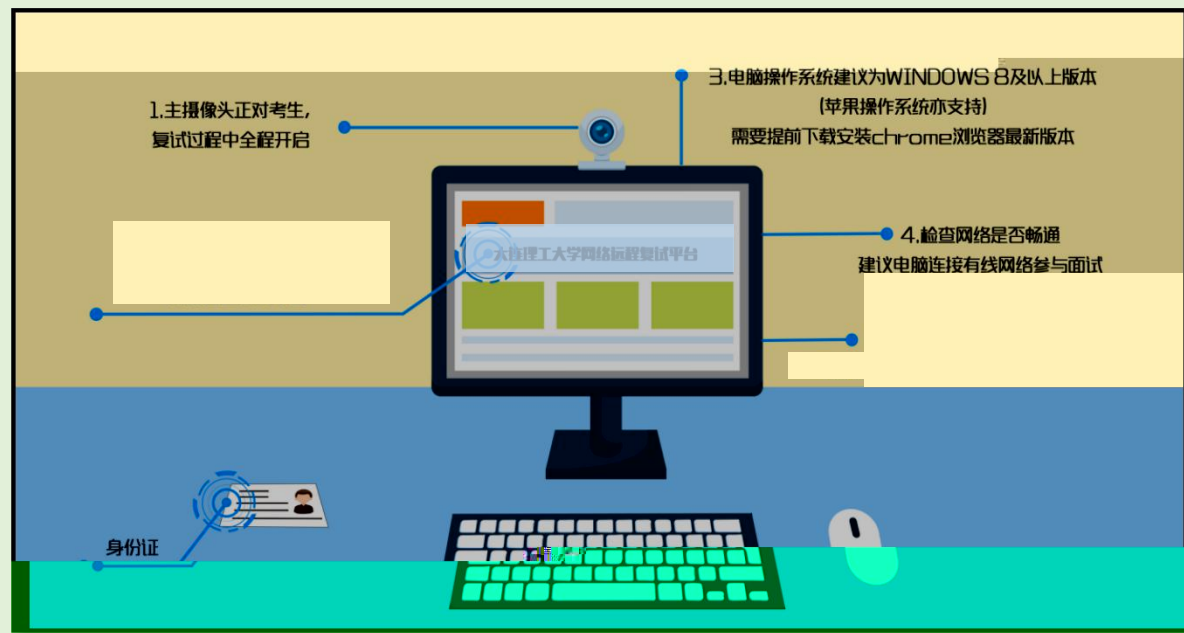 1.主摄像头正对考生,
复试过程中全程开启
3.电脑操作系统建议为WINDOWS 8及以上版本
(苹果操作系统亦支持)
需要提前下载安装chrome浏览器最新版本
大连理工大学网络远程复试平台
4.检查网络是否畅通
建议电脑连接有线网络参与面试
身份证